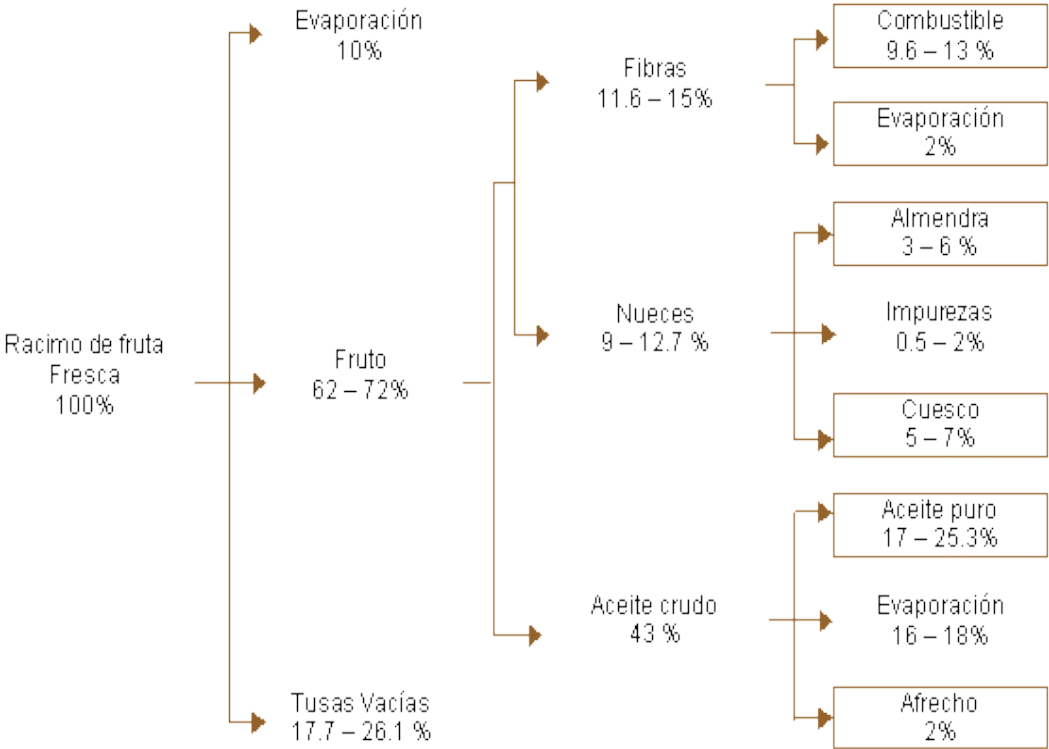 Racimo de fruta
Fresca
100%
Evaporación
10%
Fruto
62 – 72%
Tusas Vacías
17.7 – 26.1 %
Fibras
11.6 – 15%
Nueces
9 – 12.7 %
Aceite crudo
43 %
Combustible
9.6 – 13 %
Evaporación
2%
Almendra
3 – 6 %
Impurezas
0.5 – 2%
Cuesco
5 – 7%
Aceite puro
17 – 25.3%
Evaporación
16 – 18%
Afrecho
2%